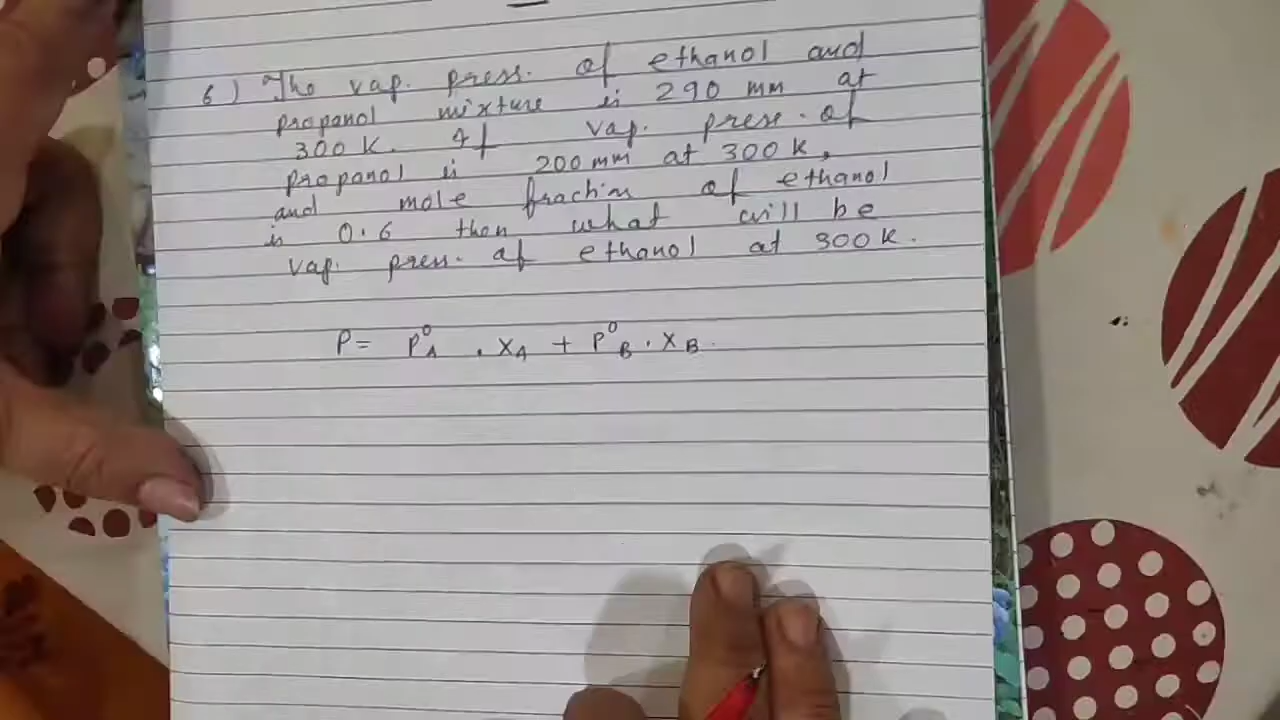 6) The vap. press. of ethanol and
propanol mixture is 290 mm at
300 K. If vap. press. of
propanol is 200 mm at 300 K,
and mole fraction of ethanol
is 0.6 then what will be
vap. press. of ethanol at 300 K.
P = P°A . XA + P°B . XB.